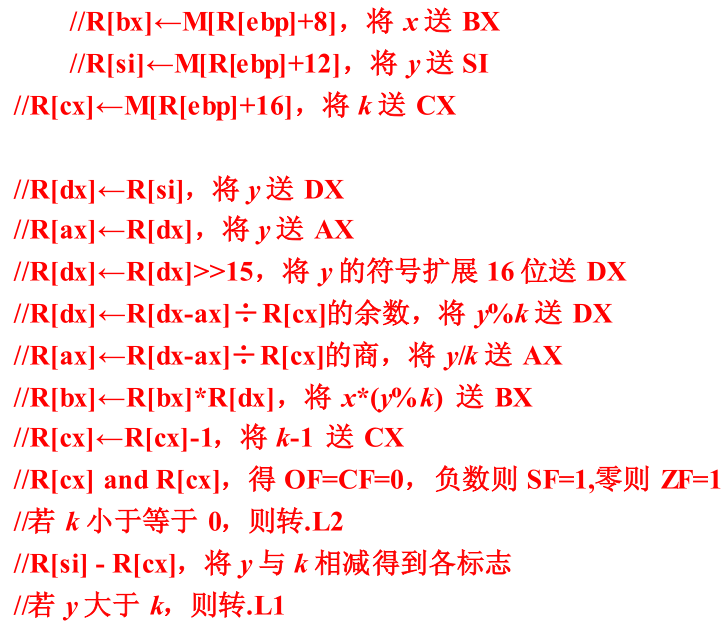 //R[bx]←M[R[ebp]+8]，将 x 送 BX
//R[si]←M[R[ebp]+12]，将 y 送 SI
//R[cx]←M[R[ebp]+16]，将 k 送 CX
//R[dx]←R[si]，将 y 送 DX
//R[ax]←R[dx]，将 y 送 AX
//R[dx]←R[dx]>>15，将 y 的符号扩展 16 位送 DX
//R[dx]←R[dx-ax]÷R[cx]的余数，将 y%k 送 DX
//R[ax]←R[dx-ax]÷R[cx]的商，将 y/k 送 AX
//R[bx]←R[bx]*R[dx]，将 x*(y%k) 送 BX
//R[cx]←R[cx]-1，将 k-1 送 CX
//R[cx] and R[cx]，得 OF=CF=0，负数则 SF=1,零则 ZF=1
//若 k 小于等于 0，则转.L2
//R[si] - R[cx]，将 y 与 k 相减得到各标志
//若 y 大于 k，则转.L1